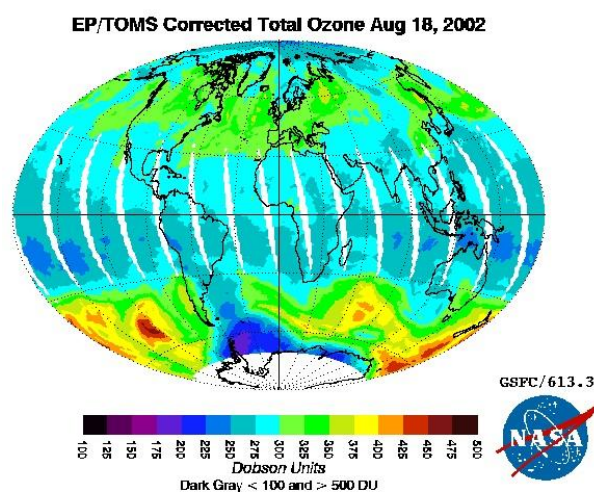 EP/TOMS Corrected Total Ozone Aug 18, 2002
GSFC/613.3
NASA
100 125 150 175 200 225 250 275 300 325 350 375 400 425 450 475 500
Dobson Units
Dark Gray < 100 and > 500 DU